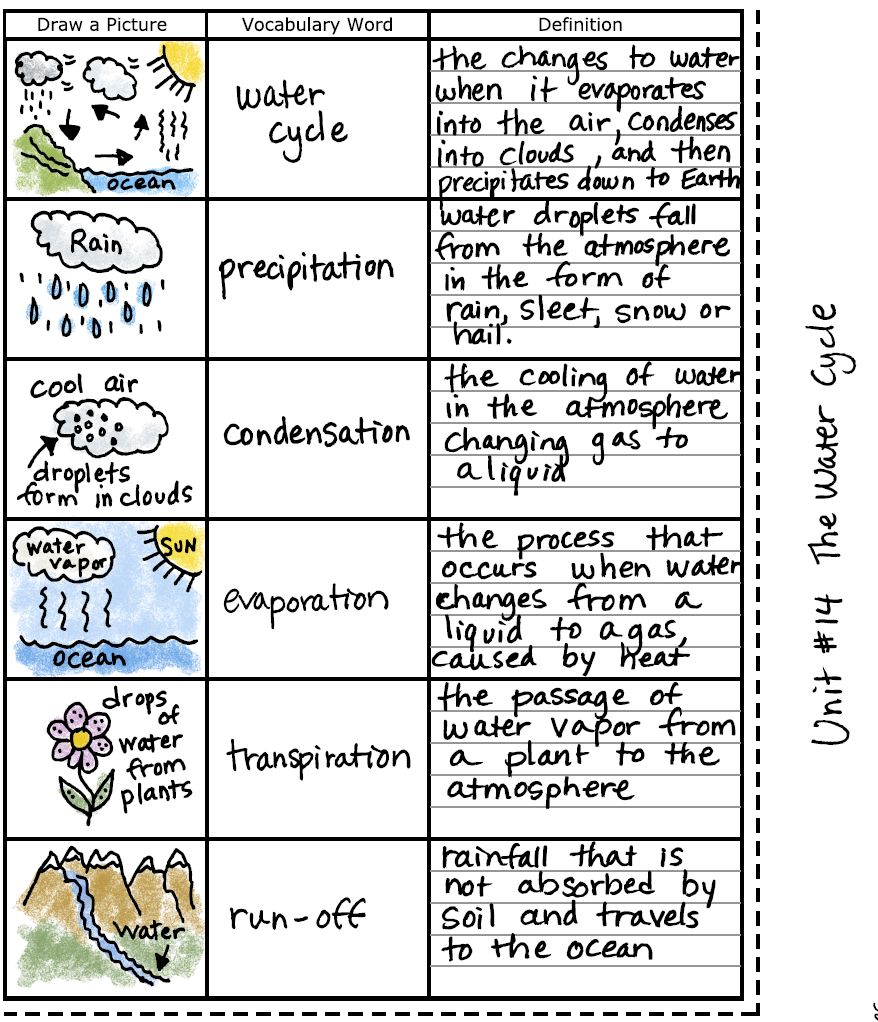 Draw a Picture
Vocabulary Word
Definition
ocean
water
cycle
the changes to water
when it evaporates
into the air, condenses
into clouds, and then
precipitates down to Earth
Rain
precipitation
water droplets fall
from the atmosphere
in the form of
rain, sleet, snow or
hail.
cool air
droplets
form in clouds
condensation
the cooling of water
in the atmosphere
changing gas to
a liquid
water
vapor
SUN
ocean
evaporation
the process that
occurs when water
changes from a
liquid to a gas,
caused by heat
drops
of
water
from
plants
transpiration
the passage of
water vapor from
a plant to the
atmosphere
water
run-off
rainfall that is
not absorbed by
soil and travels
to the ocean
Unit #14 The Water Cycle